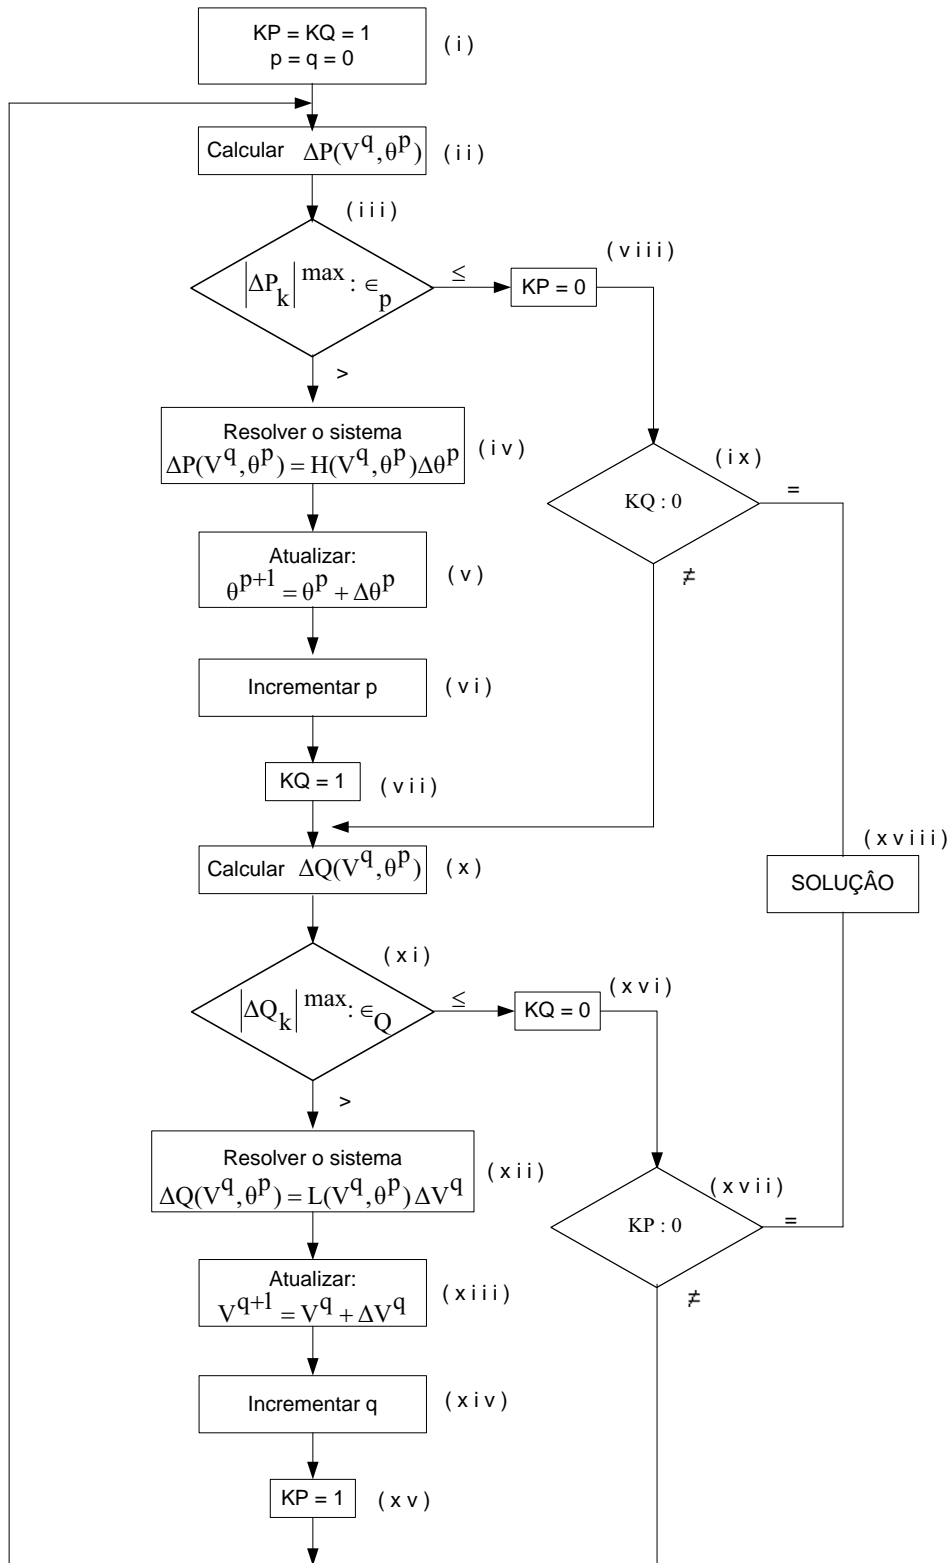 KP = KQ = 1
p = q = 0
(i)
Calcular ΔP(V^q,θ^p)
(ii)
(iii)
|ΔP_k|^max : ∈_p
≤
>
KP = 0
(viii)
Resolver o sistema
ΔP(V^q,θ^p) = H(V^q,θ^p)Δθ^p
(iv)
(ix)
KQ : 0
=
≠
Atualizar:
θ^p+1 = θ^p + Δθ^p
(v)
Incrementar p
(vi)
KQ = 1
(vii)
Calcular ΔQ(V^q,θ^p)
(x)
(xviii)
SOLUÇÂO
(xi)
|ΔQ_k|^max : ∈_Q
≤
>
KQ = 0
(xvi)
Resolver o sistema
ΔQ(V^q,θ^p) = L(V^q,θ^p) ΔV^q
(xii)
(xvii)
KP : 0
=
≠
Atualizar:
V^q+1 = V^q + ΔV^q
(xiii)
Incrementar q
(xiv)
KP = 1
(xv)